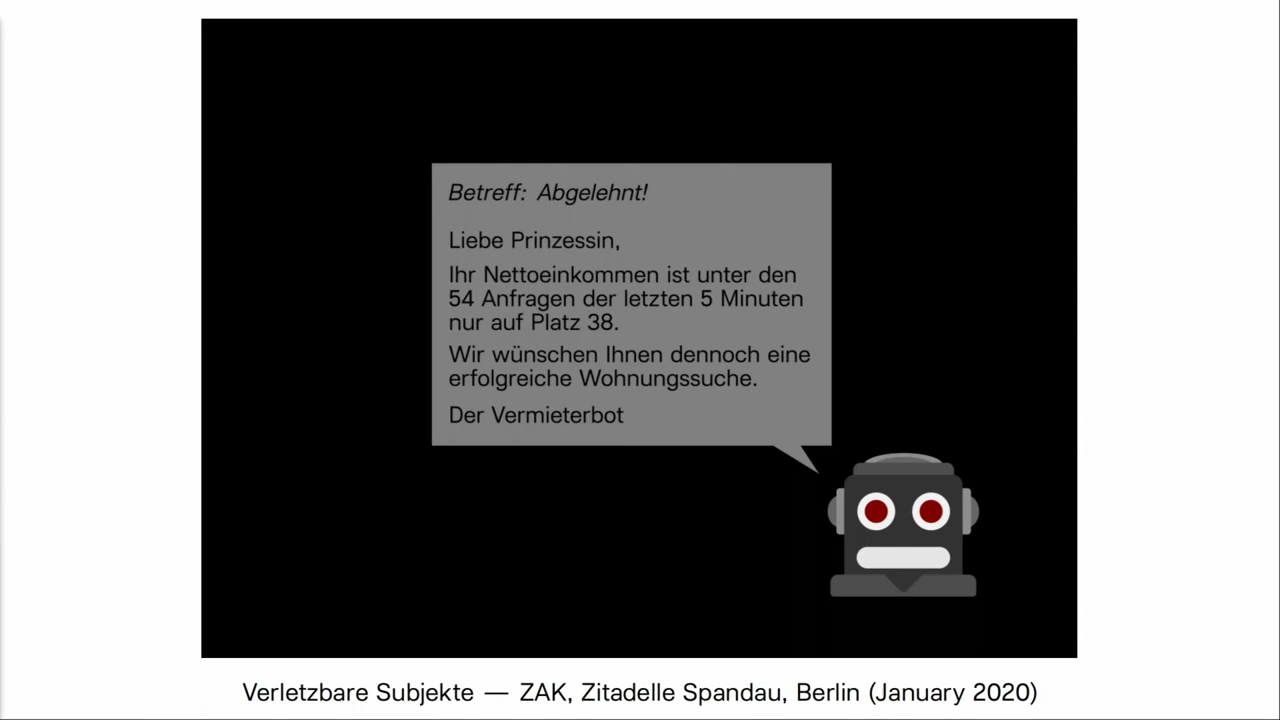 Betreff: Abgelehnt!
Liebe Prinzessin,
Ihr Nettoeinkommen ist unter den
54 Anfragen der letzten 5 Minuten
nur auf Platz 38.
Wir wünschen Ihnen dennoch eine
erfolgreiche Wohnungssuche.
Der Vermieterbot
Verletzbare Subjekte — ZAK, Zitadelle Spandau, Berlin (January 2020)